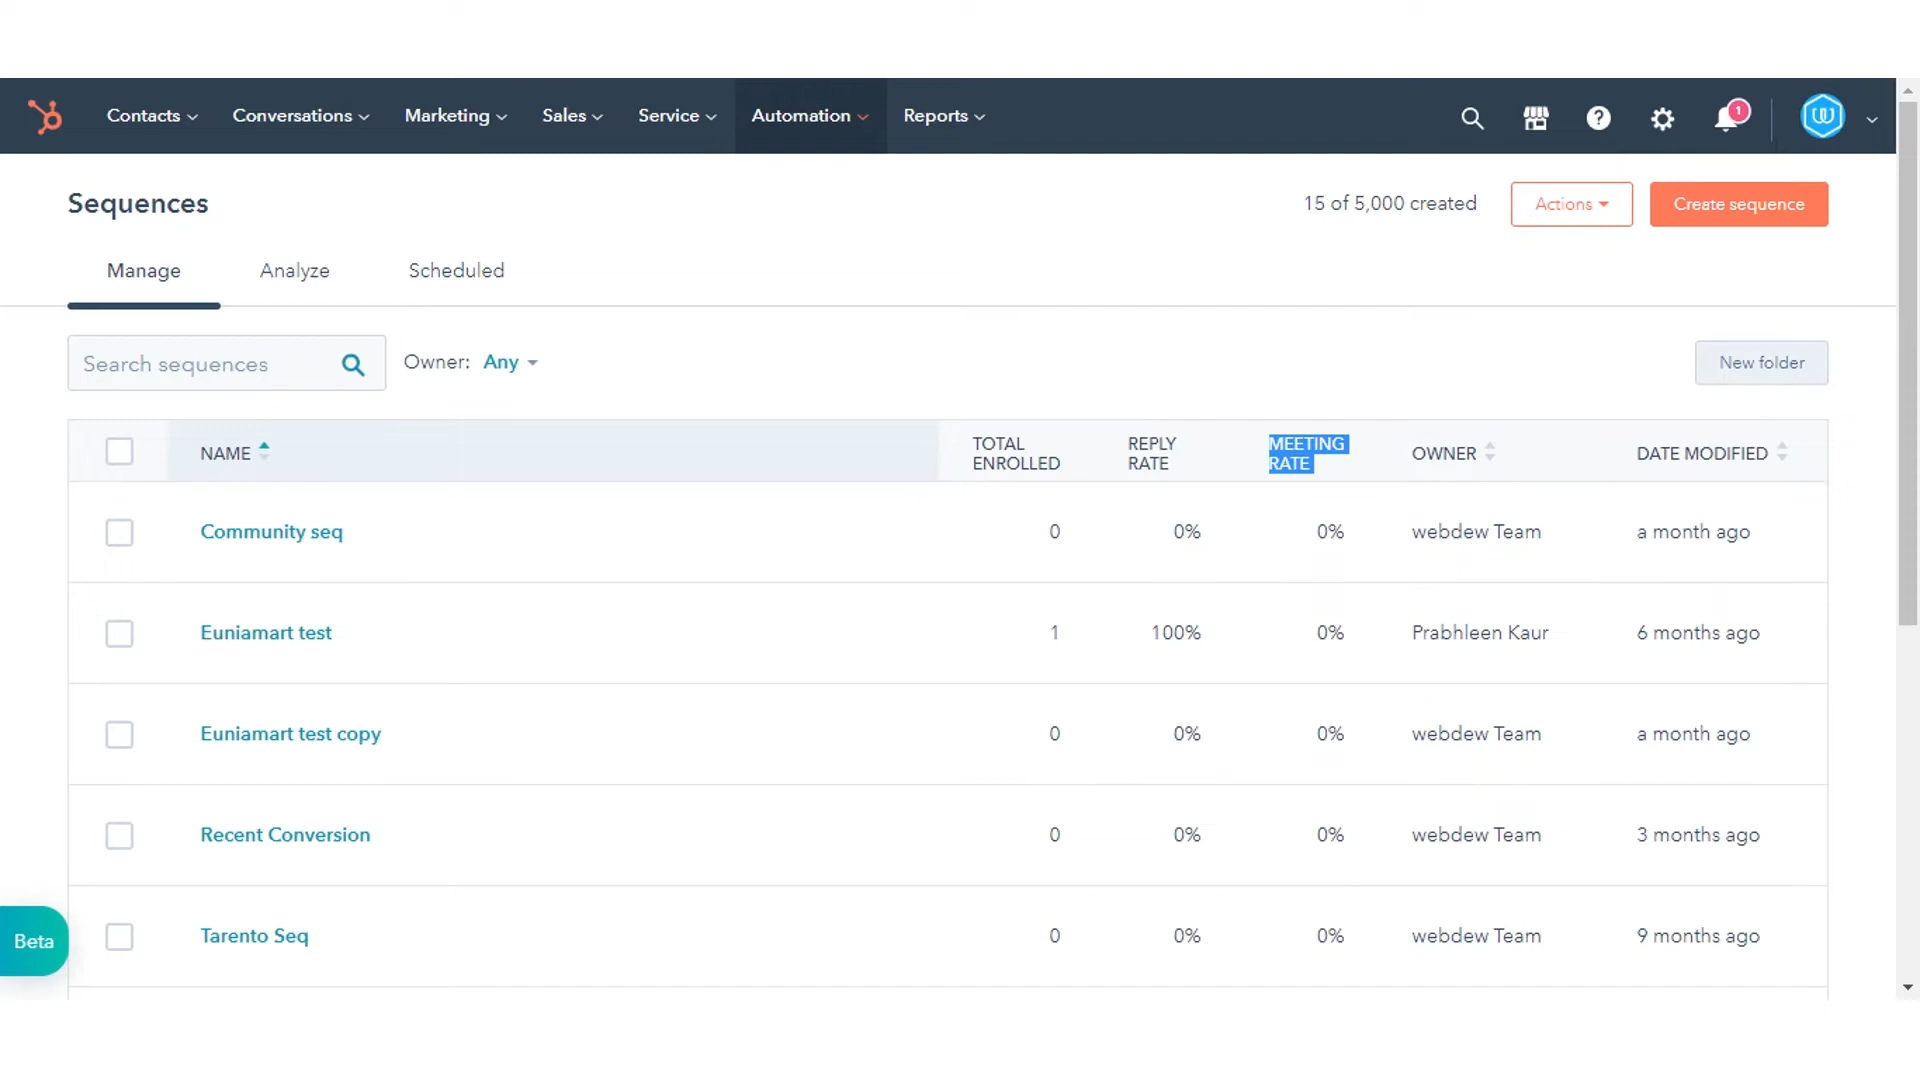 Contacts Conversations Marketing Sales Service Automation Reports 1
Sequences 15 of 5,000 created Actions Create sequence
Manage Analyze Scheduled
Search sequences Owner: Any New folder
NAME TOTAL ENROLLED REPLY RATE MEETING RATE OWNER DATE MODIFIED
Community seq 0 0% 0% webdew Team a month ago
Euniamart test 1 100% 0% Prabhleen Kaur 6 months ago
Euniamart test copy 0 0% 0% webdew Team a month ago
Recent Conversion 0 0% 0% webdew Team 3 months ago
Tarento Seq 0 0% 0% webdew Team 9 months ago
Beta